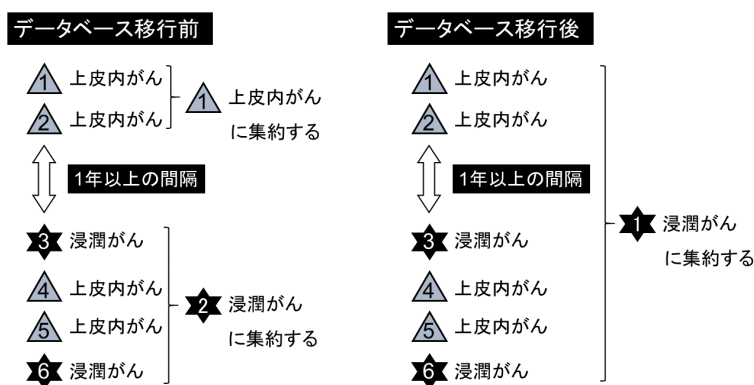 データベース移行前
1 上皮内がん
2 上皮内がん
1 上皮内がん
に集約する
1年以上の間隔
3 浸潤がん
4 上皮内がん
5 上皮内がん
6 浸潤がん
2 浸潤がん
に集約する
データベース移行後
1 上皮内がん
2 上皮内がん
1年以上の間隔
3 浸潤がん
4 上皮内がん
5 上皮内がん
6 浸潤がん
1 浸潤がん
に集約する